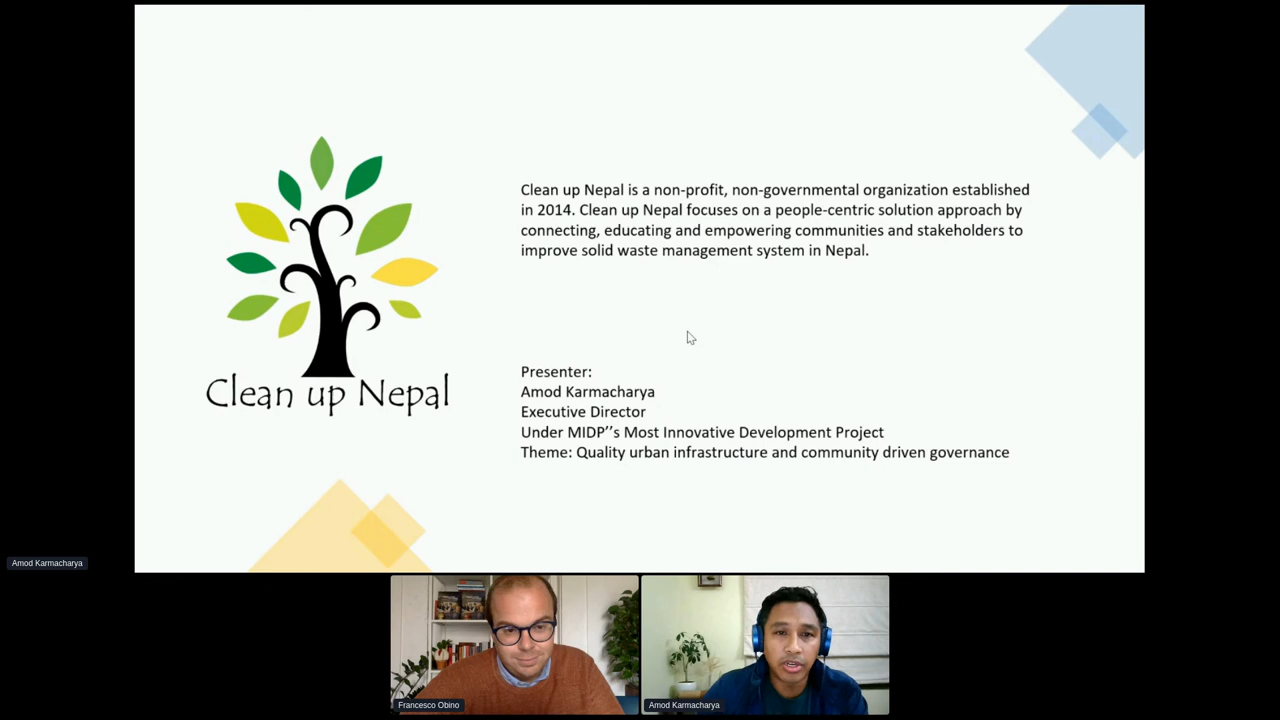 Clean up Nepal is a non-profit, non-governmental organization established
in 2014. Clean up Nepal focuses on a people-centric solution approach by
connecting, educating and empowering communities and stakeholders to
improve solid waste management system in Nepal.
Clean up Nepal
Presenter:
Amod Karmacharya
Executive Director
Under MIDP’’s Most Innovative Development Project
Theme: Quality urban infrastructure and community driven governance
Amod Karmacharya
Francesco Obino
Amod Karmacharya